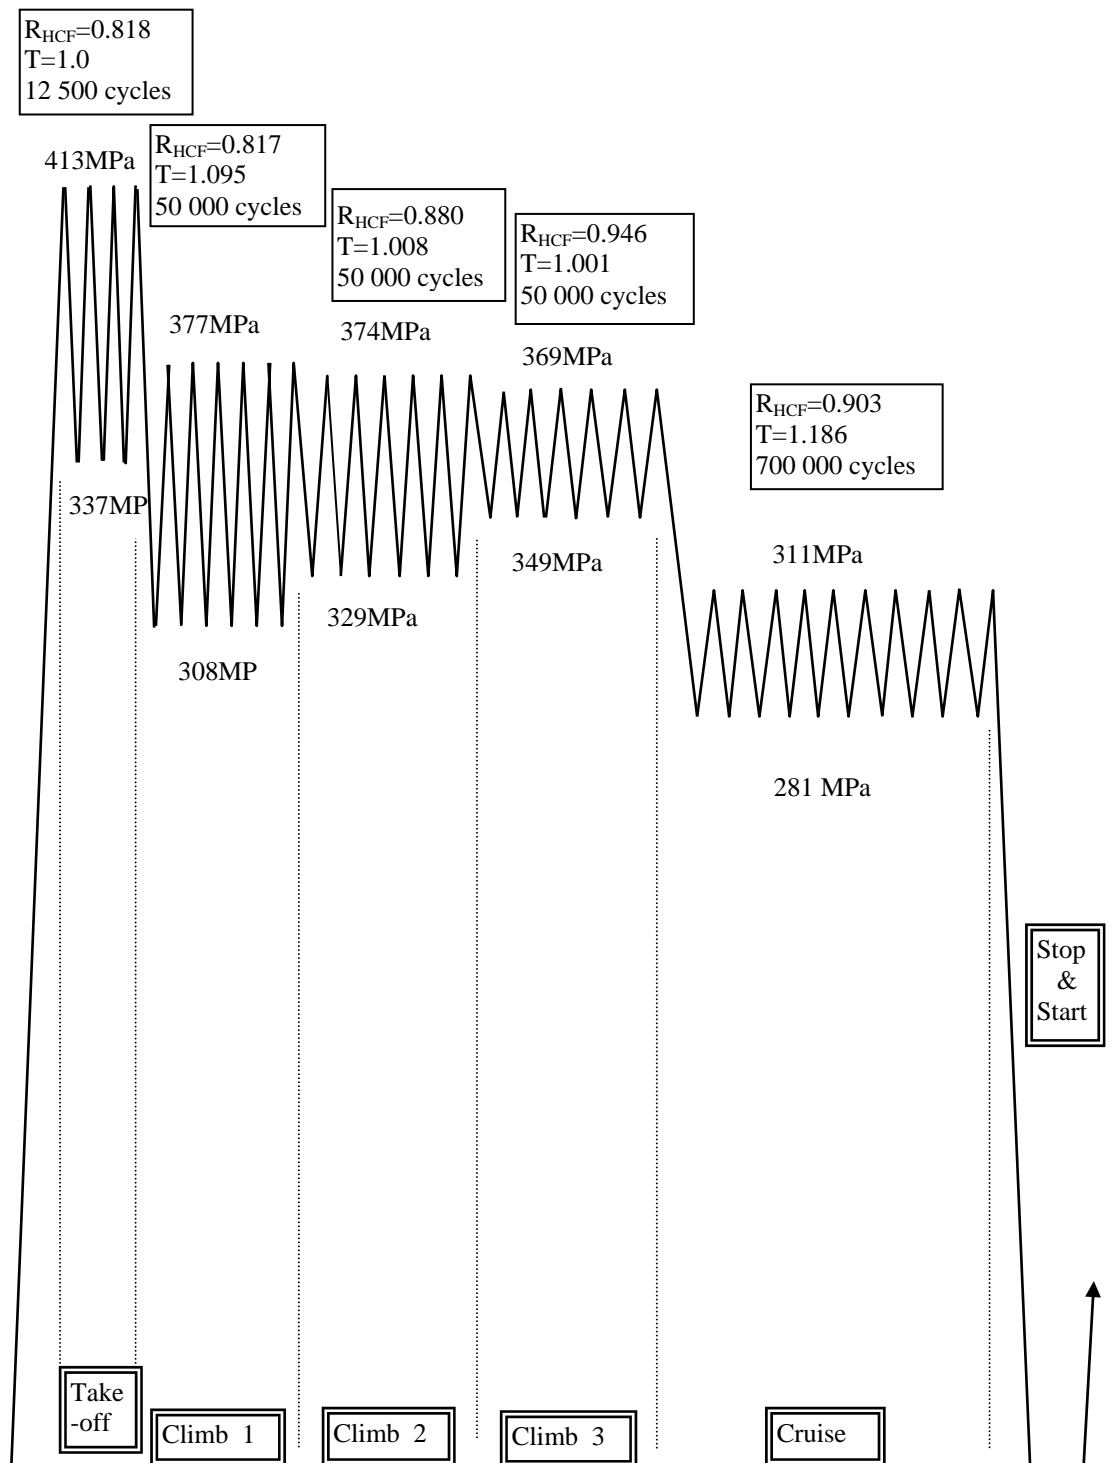 R_HCF=0.818
T=1.0
12 500 cycles
413MPa
337MP
R_HCF=0.817
T=1.095
50 000 cycles
377MPa
308MP
R_HCF=0.880
T=1.008
50 000 cycles
374MPa
329MPa
R_HCF=0.946
T=1.001
50 000 cycles
369MPa
349MPa
R_HCF=0.903
T=1.186
700 000 cycles
311MPa
281 MPa
Stop
&
Start
Take
-off
Climb 1
Climb 2
Climb 3
Cruise